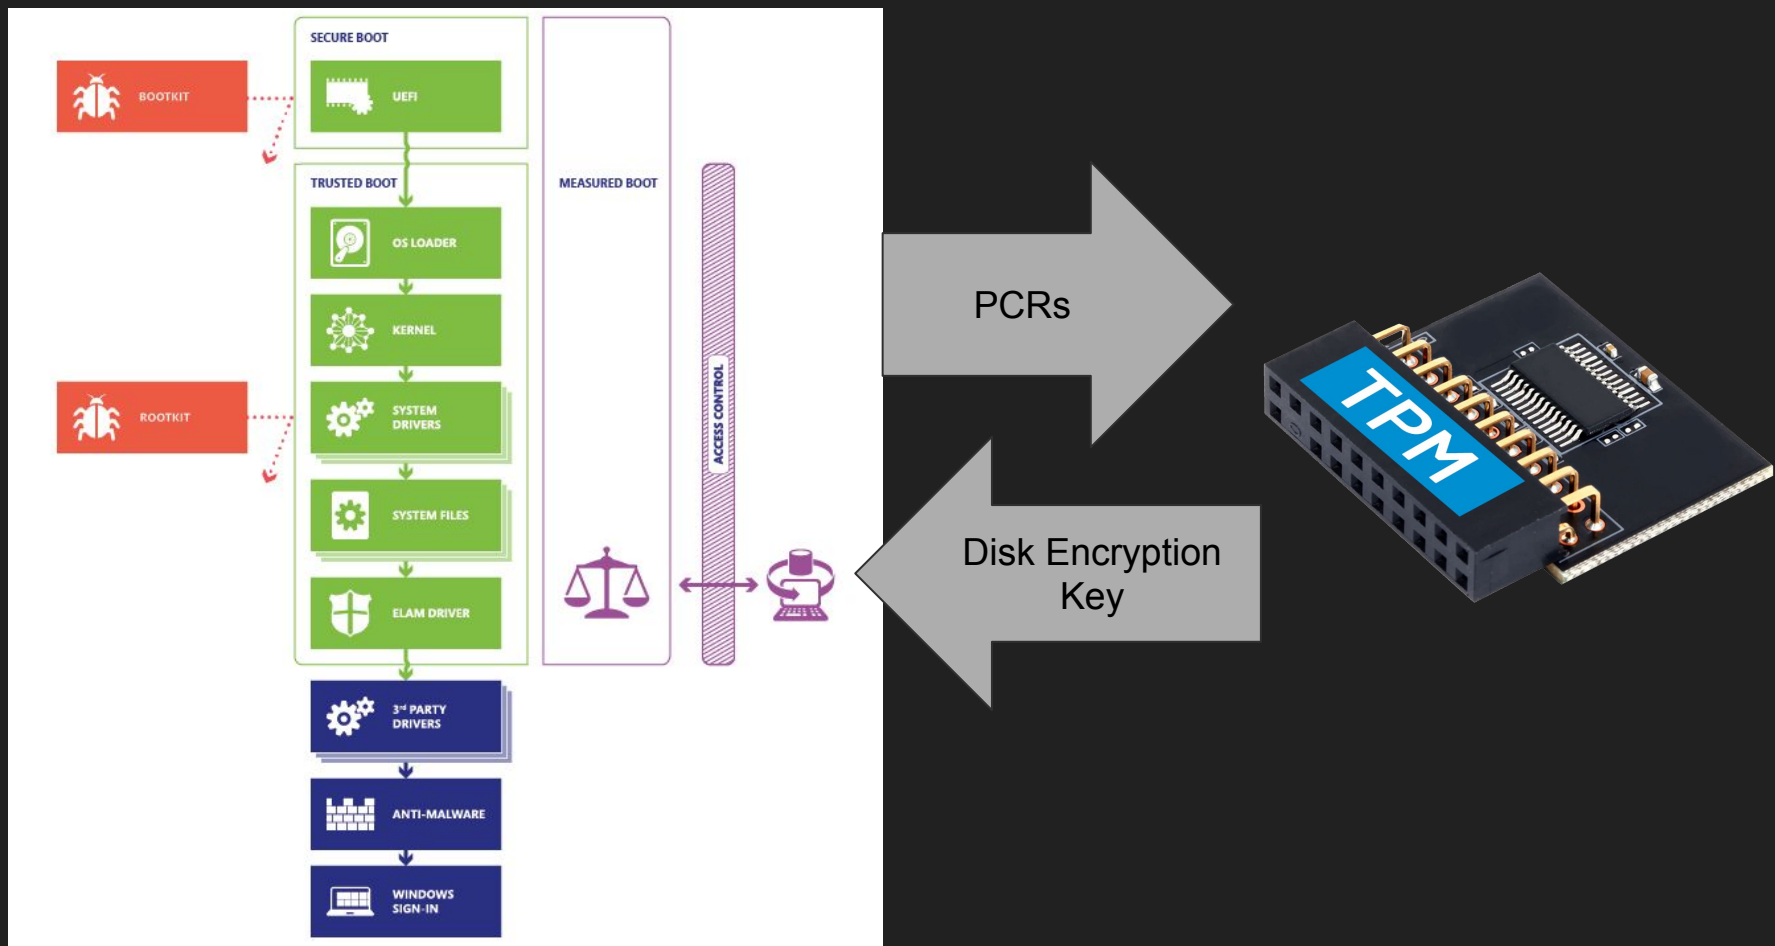 SECURE BOOT
BOOTKIT
UEFI
TRUSTED BOOT
MEASURED BOOT
OS LOADER
KERNEL
ROOTKIT
SYSTEM
DRIVERS
SYSTEM FILES
ELAM DRIVER
ACCESS CONTROL
3rd PARTY
DRIVERS
ANTI-MALWARE
WINDOWS
SIGN-IN
PCRs
Disk Encryption
Key
TPM